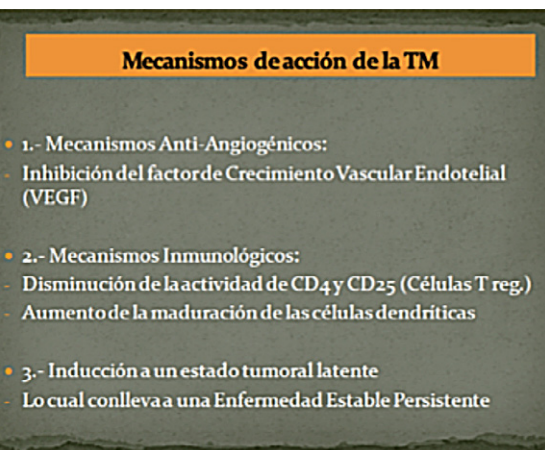 Mecanismos de acción de la TM
• 1.- Mecanismos Anti-Angiogénicos:
- Inhibición del factor de Crecimiento Vascular Endotelial
(VEGF)
• 2.- Mecanismos Inmunológicos:
- Disminución de la actividad de CD4 y CD25 (Células T reg.)
- Aumento de la maduración de las células dendríticas
• 3.- Inducción a un estado tumoral latente
- Lo cual conlleva a una Enfermedad Estable Persistente